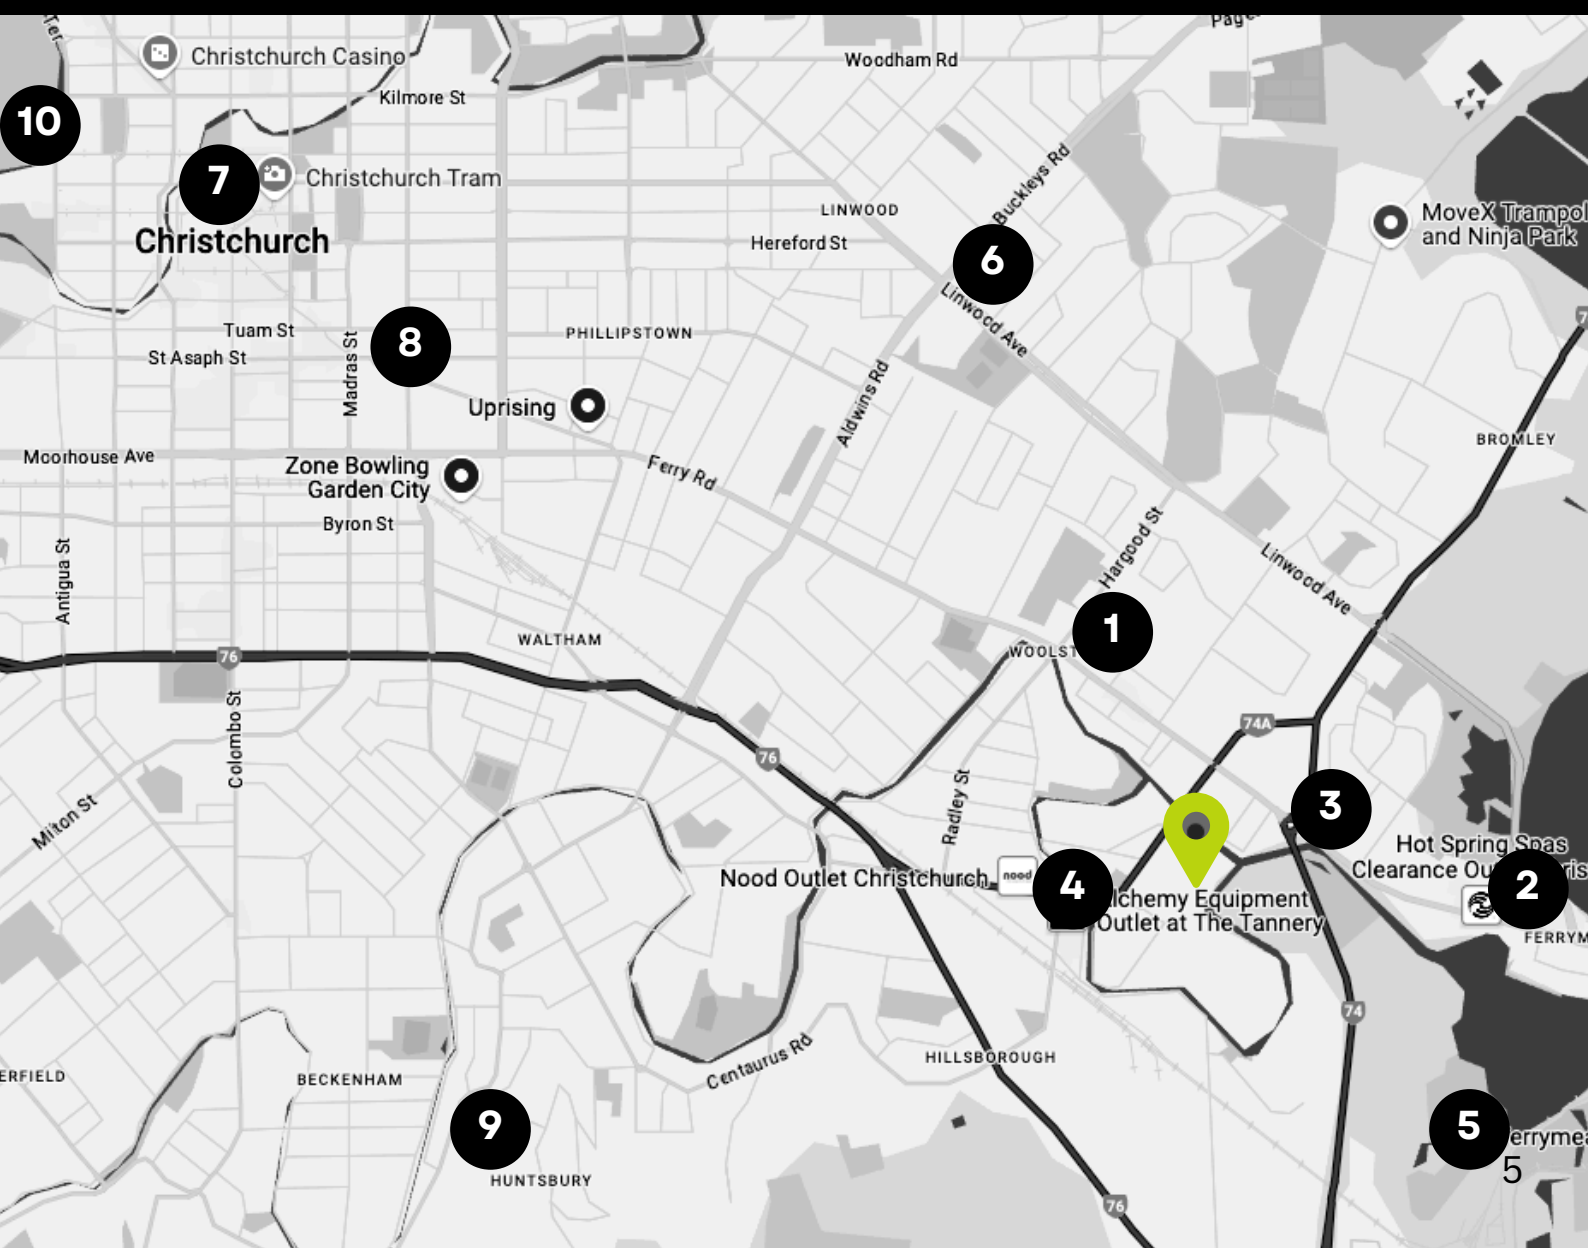 Ter
Christchurch Casino
Woodham Rd
Kilmore St
10
7
Christchurch Tram
Buckleys Rd
LINWOOD
MoveX Trampol
and Ninja Park
Christchurch
Hereford St
6
Linwood Ave
7
Tuam St
8
PHILLIPSTOWN
St Asaph St
Madras St
Aldwins Rd
Uprising
BROMLEY
Moorhouse Ave
Zone Bowling
Garden City
Ferry Rd
Byron St
Hargood St
Antigua St
Linwood Ave
1
WALTHAM
WOOLST
76
Colombo St
74A
76
Milton St
Radley St
3
Hot Spring Spas
Clearance Ou
ris
Nood Outlet Christchurch
nood
4
2
lchemy Equipment
Outlet at The Tannery
FERRYM
74
Centaurus Rd
HILLSBOROUGH
ERFIELD
BECKENHAM
9
5
errymea
5
HUNTSBURY
76